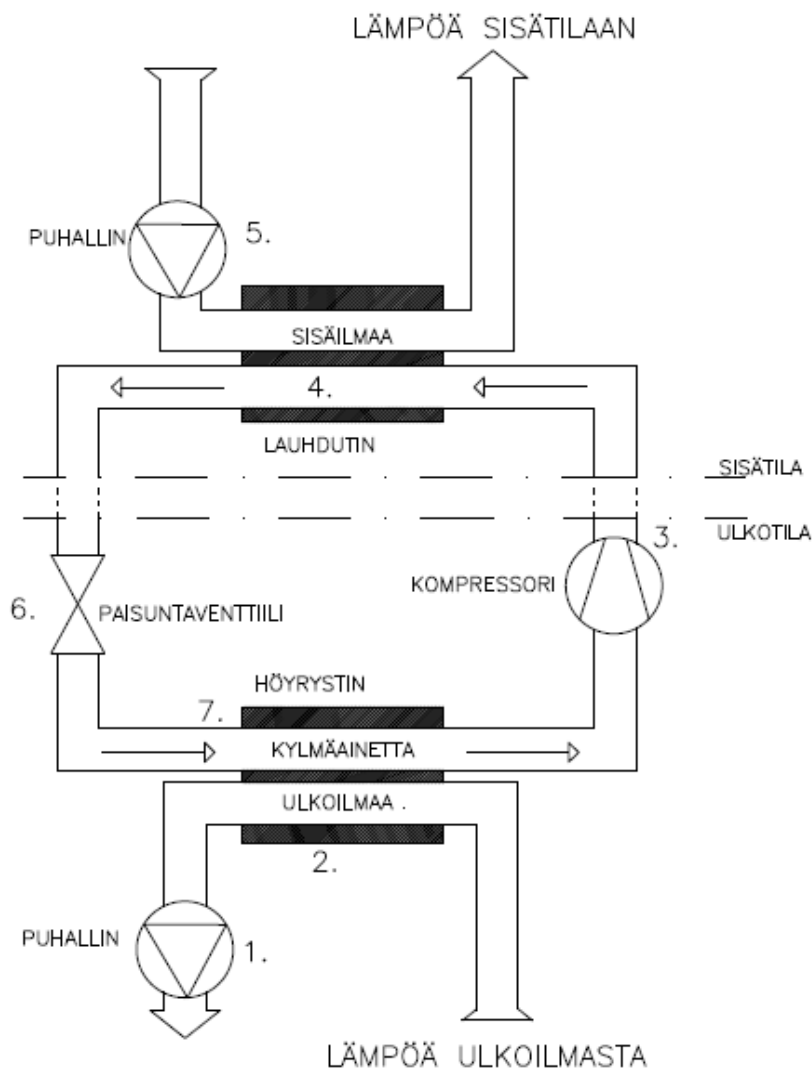 LÄMPÖÄ SISÄTILAAN
PUHALLIN
5.
SISÄILMAA
4.
LAUHDUTIN
SISÄTILA
ULKOTILA
3.
KOMPRESSORI
6.
PAISUNTAVENTTIILI
HÖYRYSTIN
7.
KYLMÄAINETTA
ULKOILMAA .
2.
PUHALLIN
1.
LÄMPÖÄ ULKOILMASTA